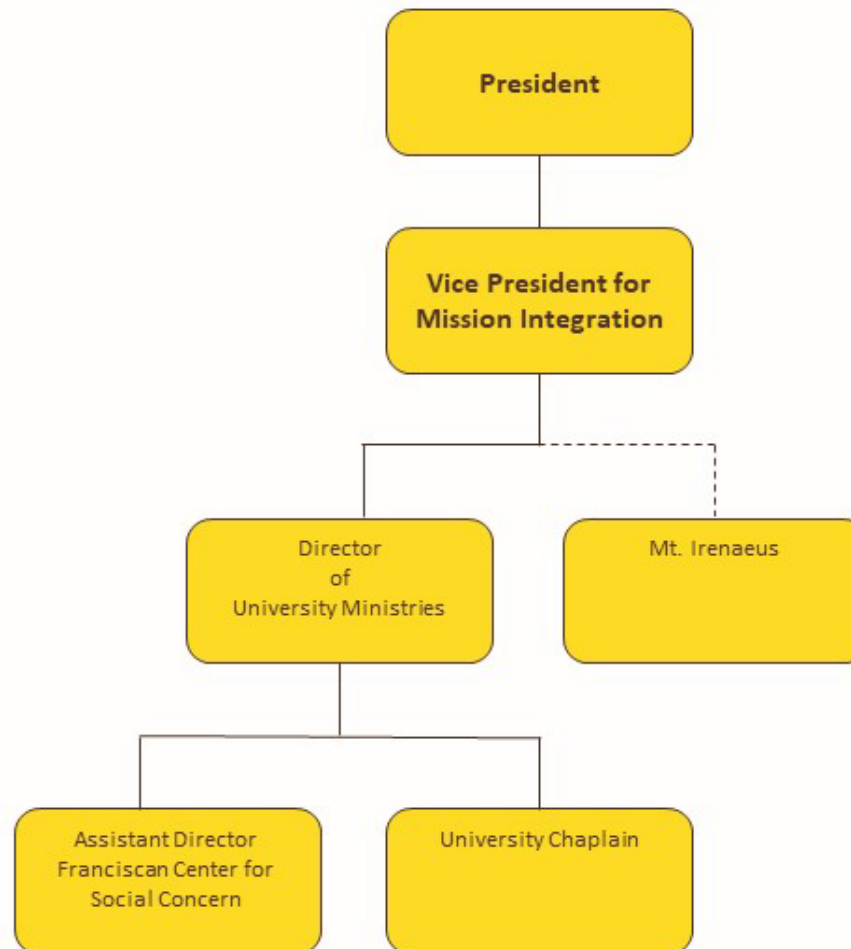 President
Vice President for
Mission Integration
Director
of
University Ministries
Mt. Irenaeus
Assistant Director
Franciscan Center for
Social Concern
University Chaplain